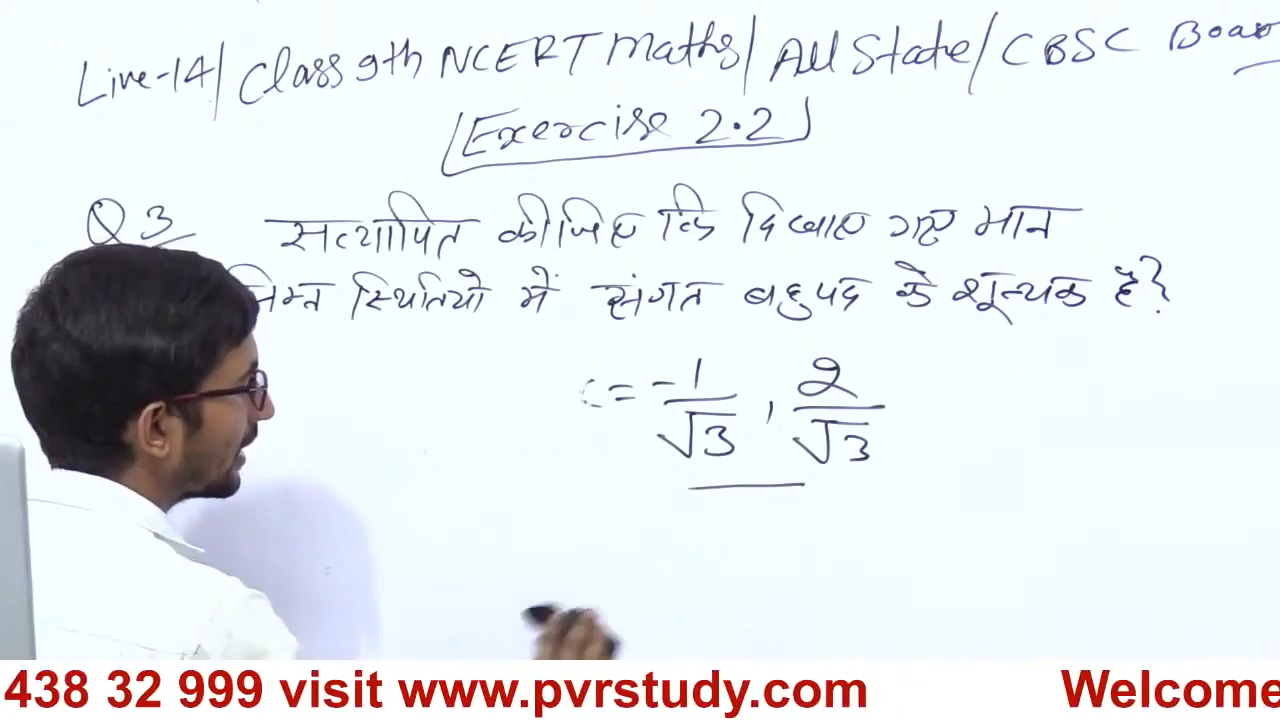 Live-14/ Class 9th NCERT Maths/ All State/ CBSC Boar
Exercise 2.2
Q3 सत्यापित कीजिए कि दिखाए गए मान
निम्न स्थितियो में संगत बहुपद के शून्यक है?
= -1/√3 , 2/√3
438 32 999 visit www.pvrstudy.com Welcome